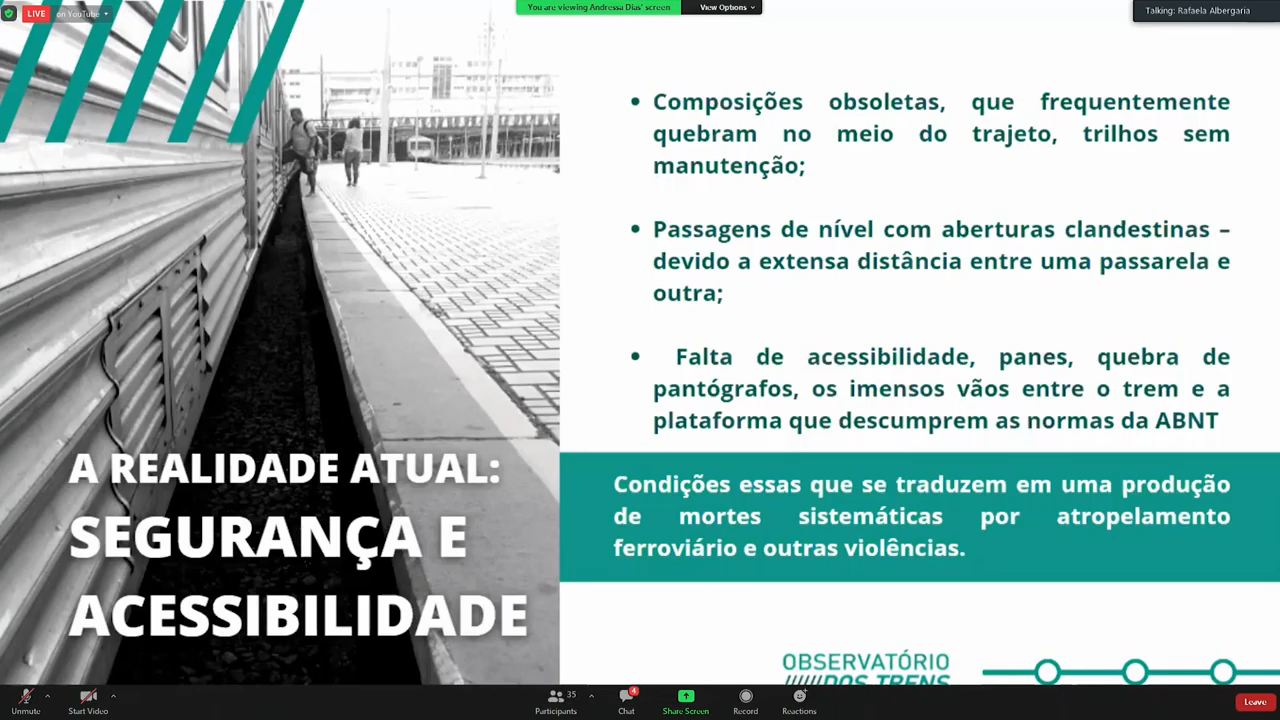 LIVE on YouTube
You are viewing Andressa Dias' screen
View Options
Talking: Rafaela Albergaria
• Composições obsoletas, que frequentemente
quebram no meio do trajeto, trilhos sem
manutenção;
• Passagens de nível com aberturas clandestinas –
devido a extensa distância entre uma passarela e
outra;
• Falta de acessibilidade, panes, quebra de
pantógrafos, os imensos vãos entre o trem e a
plataforma que descumprem as normas da ABNT
A REALIDADE ATUAL:
SEGURANÇA E
ACESSIBILIDADE
Condições essas que se traduzem em uma produção
de mortes sistemáticas por atropelamento
ferroviário e outras violências.
OBSERVATÓRIO
DOS TRENS
Unmute
Start Video
35
Participants
4
Chat
Share Screen
Record
Reactions
Leave